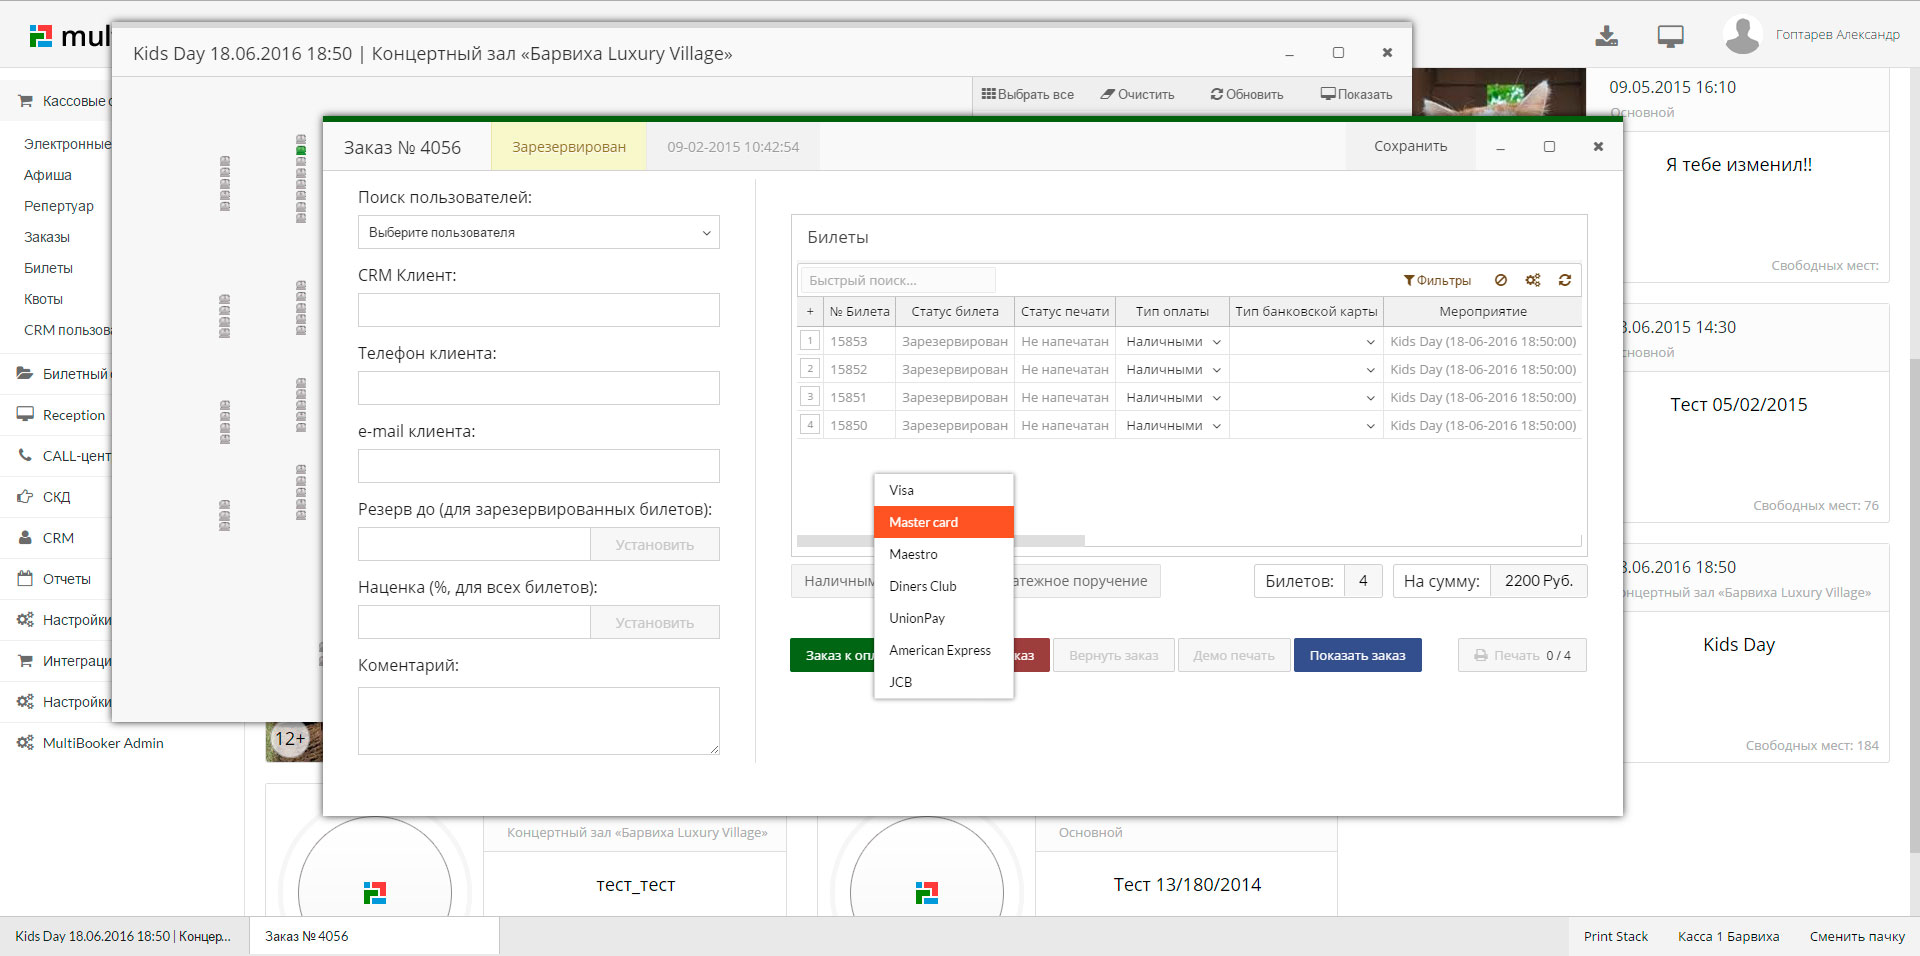 mul
Гоптарев Александр
Kids Day 18.06.2016 18:50 | Концертный зал «Барвиха Luxury Village»
Выбрать все
Очистить
Обновить
Показать
Кассовые
Электронные
Афиша
Репертуар
Заказы
Билеты
Квоты
CRM пользов
Билетный
Reception
CALL-цент
СКД
CRM
Отчеты
Настройки
Интеграци
Настройки
MultiBooker Admin
Заказ № 4056
Зарезервирован
09-02-2015 10:42:54
Сохранить
Поиск пользователей:
Выберите пользователя
CRM Клиент:
Телефон клиента:
e-mail клиента:
Резерв до (для зарезервированных билетов):
Установить
Наценка (%, для всех билетов):
Установить
Коментарий:
Билеты
Быстрый поиск...
Фильтры
+ № Билета Статус билета Статус печати Тип оплаты Тип банковской карты Мероприятие
1 15853 Зарезервирован Не напечатан Наличными Kids Day (18-06-2016 18:50:00)
2 15852 Зарезервирован Не напечатан Наличными Kids Day (18-06-2016 18:50:00)
3 15851 Зарезервирован Не напечатан Наличными Kids Day (18-06-2016 18:50:00)
4 15850 Зарезервирован Не напечатан Наличными Kids Day (18-06-2016 18:50:00)
Visa
Master card
Maestro
Diners Club
UnionPay
American Express
JCB
Наличным
атежное поручение
Билетов: 4
На сумму: 2200 Руб.
Заказ к опл
каз
Вернуть заказ
Демо печать
Показать заказ
Печать 0 / 4
09.05.2015 16:10
Основной
Я тебе изменил!!
Свободных мест:
3.06.2015 14:30
сновной
Тест 05/02/2015
Свободных мест: 76
8.06.2016 18:50
онцертный зал «Барвиха Luxury Village»
Kids Day
Свободных мест: 184
12+
Концертный зал «Барвиха Luxury Village»
тест_тест
Основной
Тест 13/180/2014
Kids Day 18.06.2016 18:50 | Концер...
Заказ № 4056
Print Stack
Касса 1 Барвиха
Сменить пачку